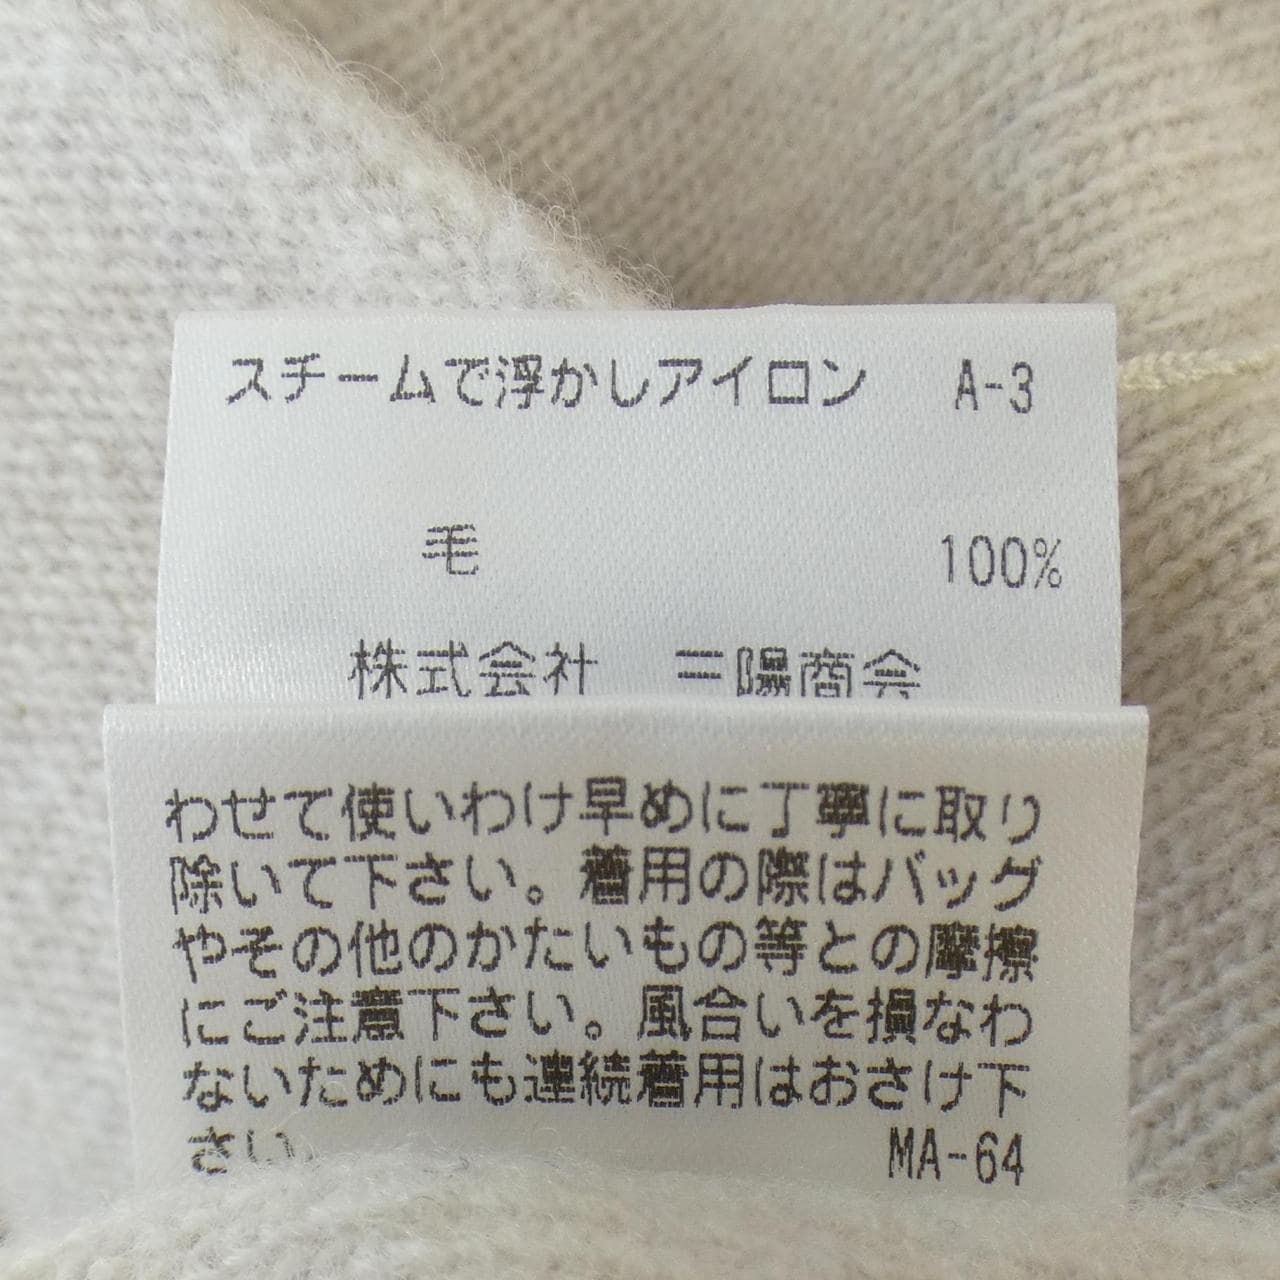 スチームで浮かしアイロン A-3
毛 100%
株式会社 三陽商会
わせて使いわけ早めに丁寧に取り
除いて下さい。着用の際はバッグ
やその他のかたいもの等との摩擦
にご注意下さい。風合いを損なわ
ないためにも連続着用はおさけ下
さい。 MA-64